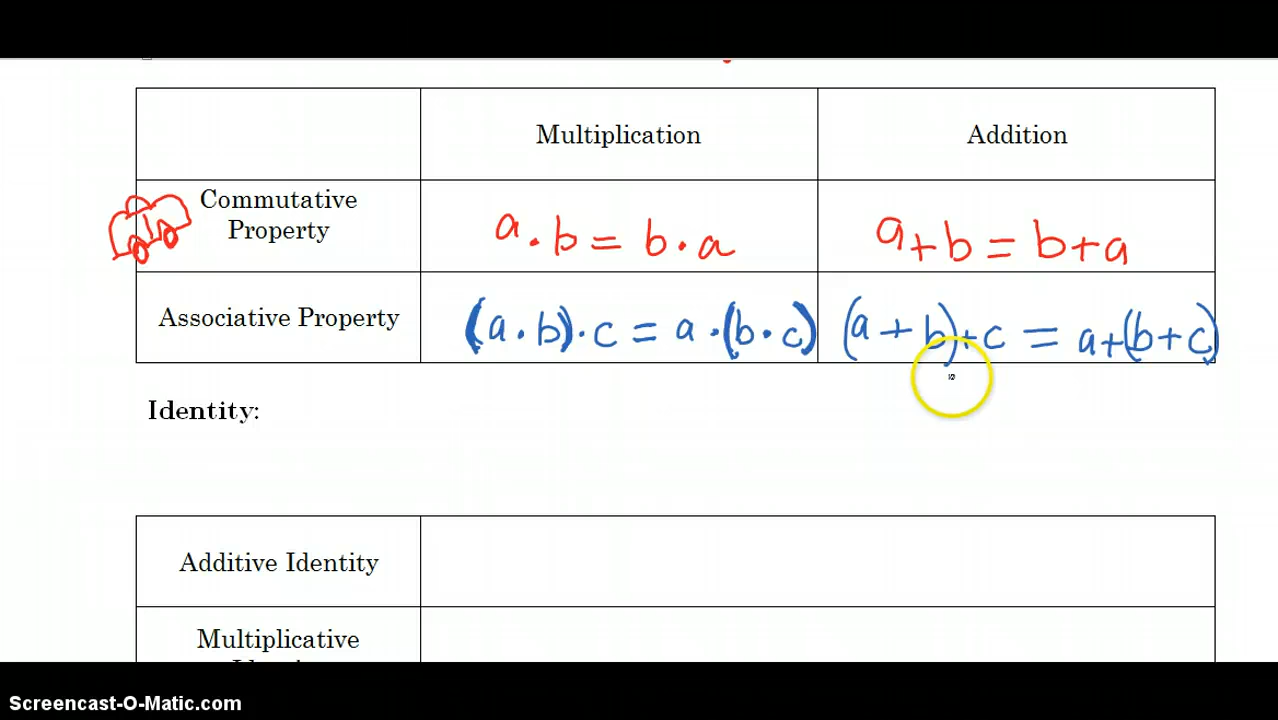 Multiplication Addition
Commutative Property a · b = b · a a + b = b + a
Associative Property (a · b) · c = a · (b · c) (a + b) + c = a + (b + c)
Identity:
Additive Identity
Multiplicative
Screencast-O-Matic.com